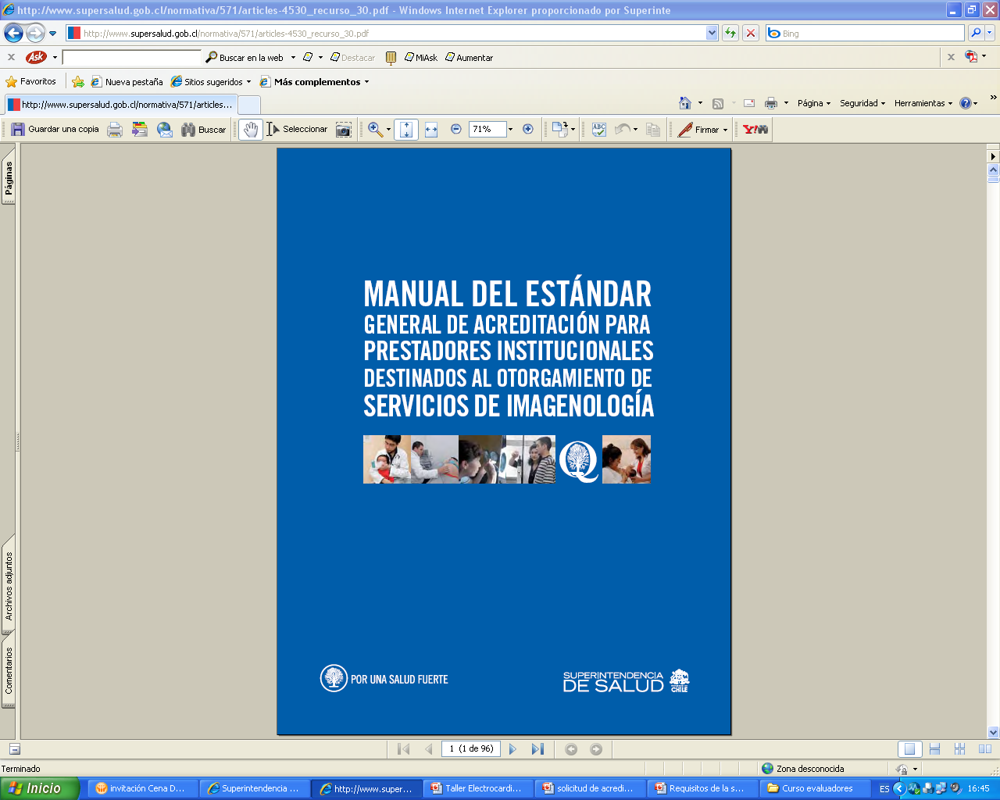 http://www.supersalud.gob.cl/normativa/571/articles-4530_recurso_30.pdf - Windows Internet Explorer proporcionado por Superinte
http://www.supersalud.gob.cl/normativa/571/articles-4530_recurso_30.pdf
Bing
Ask
Buscar en la web
Destacar
MiAsk
Aumentar
Favoritos
Nueva pestaña
Sitios sugeridos
Más complementos
http://www.supersalud.gob.cl/normativa/571/articles...
Página
Seguridad
Herramientas
Guardar una copia
Buscar
Seleccionar
71%
Firmar
Y!
Páginas
MANUAL DEL ESTÁNDAR
GENERAL DE ACREDITACIÓN PARA
PRESTADORES INSTITUCIONALES
DESTINADOS AL OTORGAMIENTO DE
SERVICIOS DE IMAGENOLOGÍA
Q
Archivos adjuntos
Comentarios
POR UNA SALUD FUERTE
SUPERINTENDENCIA
DE SALUD
CHILE
1 (1 de 96)
Terminado
Zona desconocida
Inicio
invitación Cena D...
Superintendencia ...
http://www.super...
Taller Electrocardi...
solicitud de acredi...
Requisitos de la s...
Curso evaluadores
ES
16:45